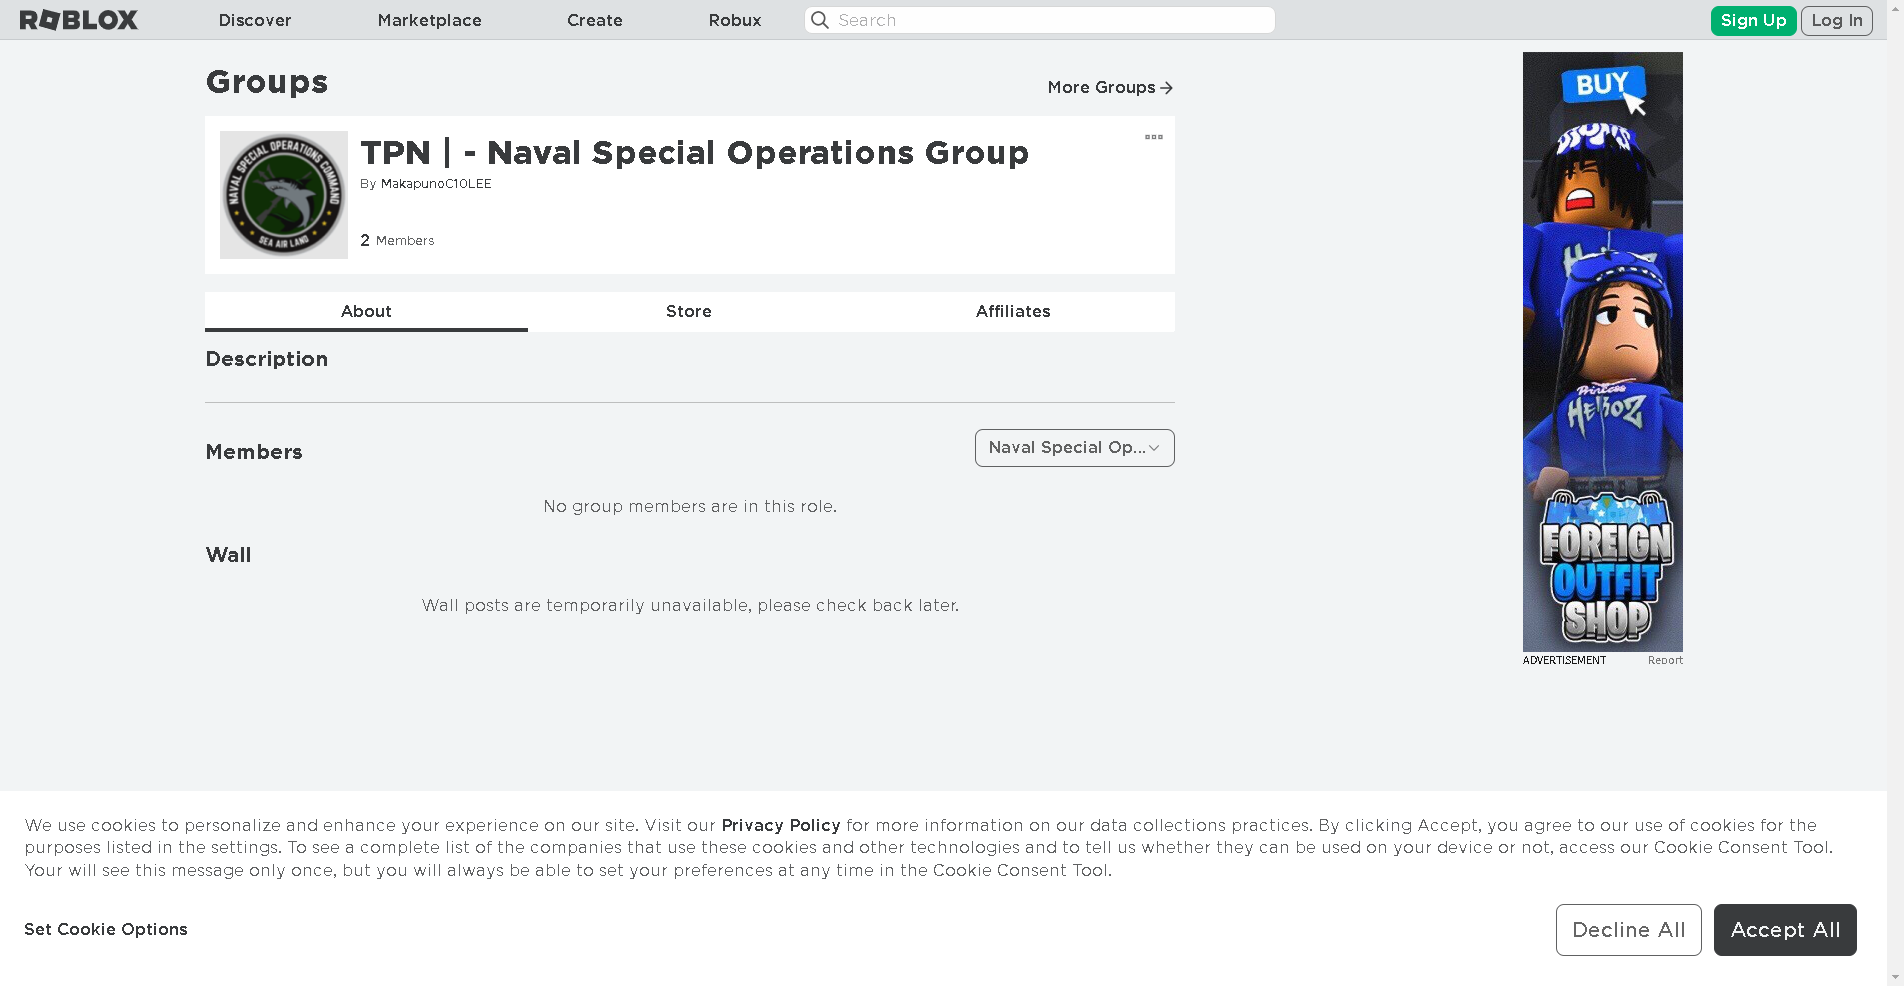 ROBLOX
Discover
Marketplace
Create
Robux
Search
Sign Up
Log In
Groups
More Groups
NAVAL SPECIAL OPERATIONS COMMAND
SEA AIR LAND
TPN | - Naval Special Operations Group
By MakapunoC10LEE
2 Members
About
Store
Affiliates
Description
Members
Naval Special Op...
No group members are in this role.
Wall
Wall posts are temporarily unavailable, please check back later.
BUY
Princess
FOREIGN
OUTFIT
SHOP
ADVERTISEMENT
Report
We use cookies to personalize and enhance your experience on our site. Visit our Privacy Policy for more information on our data collections practices. By clicking Accept, you agree to our use of cookies for the
purposes listed in the settings. To see a complete list of the companies that use these cookies and other technologies and to tell us whether they can be used on your device or not, access our Cookie Consent Tool.
Your will see this message only once, but you will always be able to set your preferences at any time in the Cookie Consent Tool.
Set Cookie Options
Decline All
Accept All